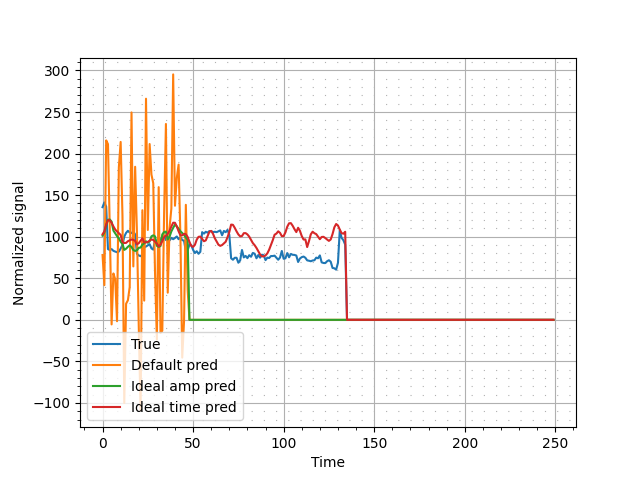 300
250
200
150
100
50
0
−50
−100
Normalized signal
True
Default pred
Ideal amp pred
Ideal time pred
0 50 100 150 200 250
Time